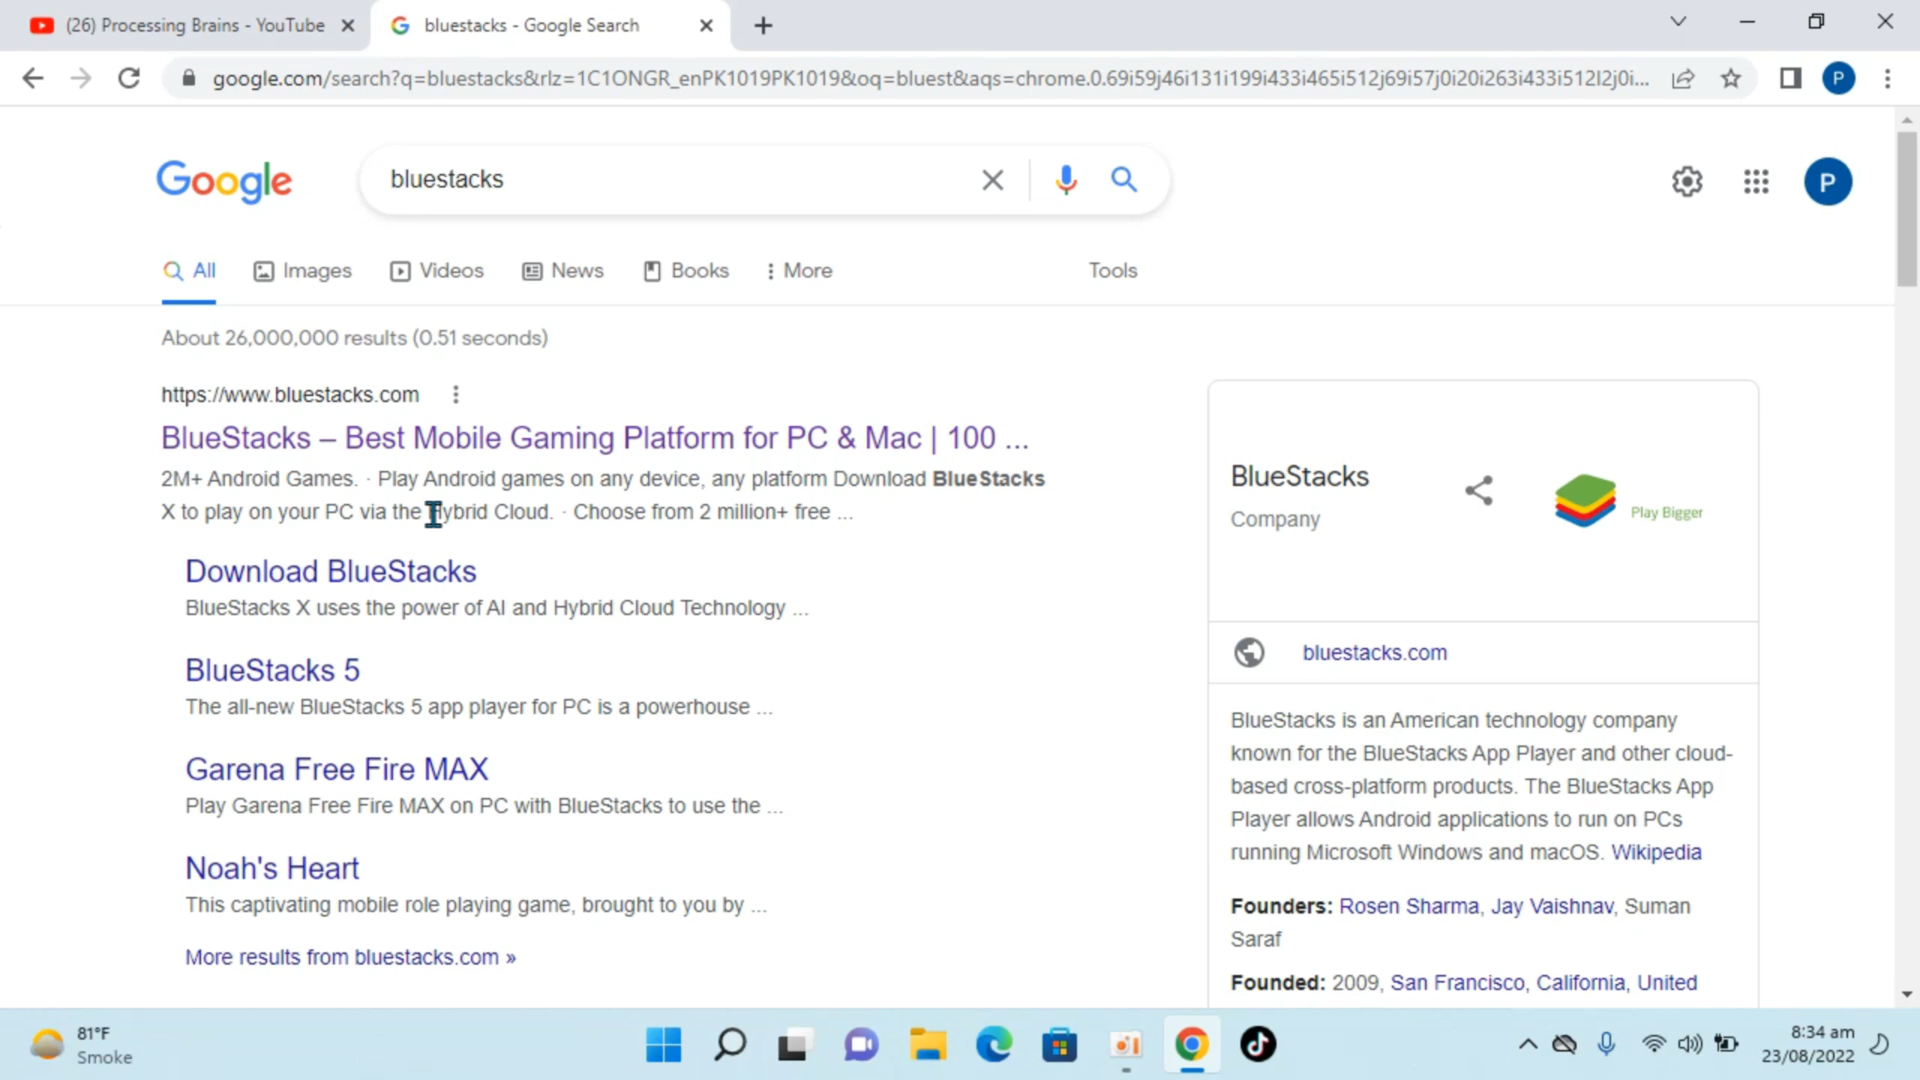 (26) Processing Brains - YouTube
bluestacks - Google Search
google.com/search?q=bluestacks&rlz=1C1ONGR_enPK1019PK1019&oq=bluest&aqs=chrome.0.69i59j46i131i199i433i465i512j69i57j0i20i263i433i512l2j0i...
P
Google
bluestacks
P
All
Images
Videos
News
Books
More
Tools
About 26,000,000 results (0.51 seconds)
https://www.bluestacks.com
BlueStacks – Best Mobile Gaming Platform for PC & Mac | 100 ...
2M+ Android Games. · Play Android games on any device, any platform Download BlueStacks
X to play on your PC via the Hybrid Cloud. · Choose from 2 million+ free ...
Download BlueStacks
BlueStacks X uses the power of AI and Hybrid Cloud Technology ...
BlueStacks 5
The all-new BlueStacks 5 app player for PC is a powerhouse ...
Garena Free Fire MAX
Play Garena Free Fire MAX on PC with BlueStacks to use the ...
Noah's Heart
This captivating mobile role playing game, brought to you by ...
More results from bluestacks.com »
BlueStacks
Company
Play Bigger
bluestacks.com
BlueStacks is an American technology company
known for the BlueStacks App Player and other cloud-
based cross-platform products. The BlueStacks App
Player allows Android applications to run on PCs
running Microsoft Windows and macOS. Wikipedia
Founders: Rosen Sharma, Jay Vaishnav, Suman
Saraf
Founded: 2009, San Francisco, California, United
81°F
Smoke
8:34 am
23/08/2022